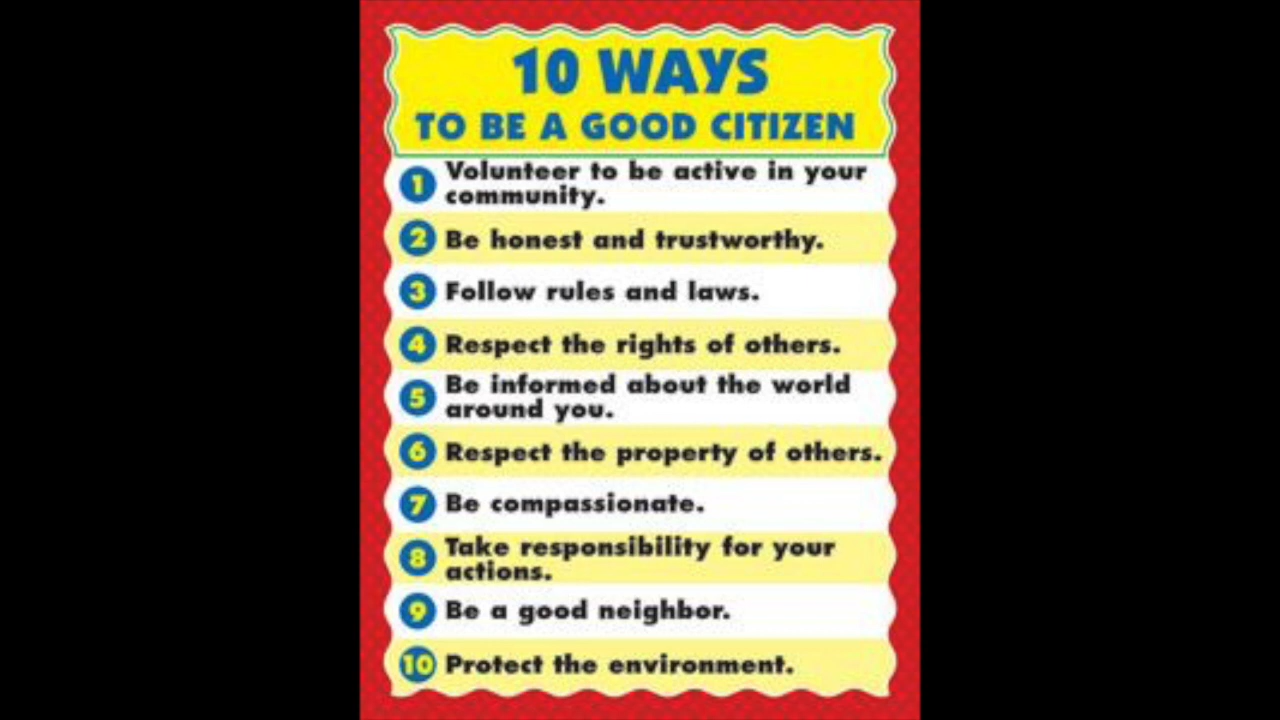 10 WAYS
TO BE A GOOD CITIZEN
1 Volunteer to be active in your
community.
2 Be honest and trustworthy.
3 Follow rules and laws.
4 Respect the rights of others.
5 Be informed about the world
around you.
6 Respect the property of others.
7 Be compassionate.
8 Take responsibility for your
actions.
9 Be a good neighbor.
10 Protect the environment.